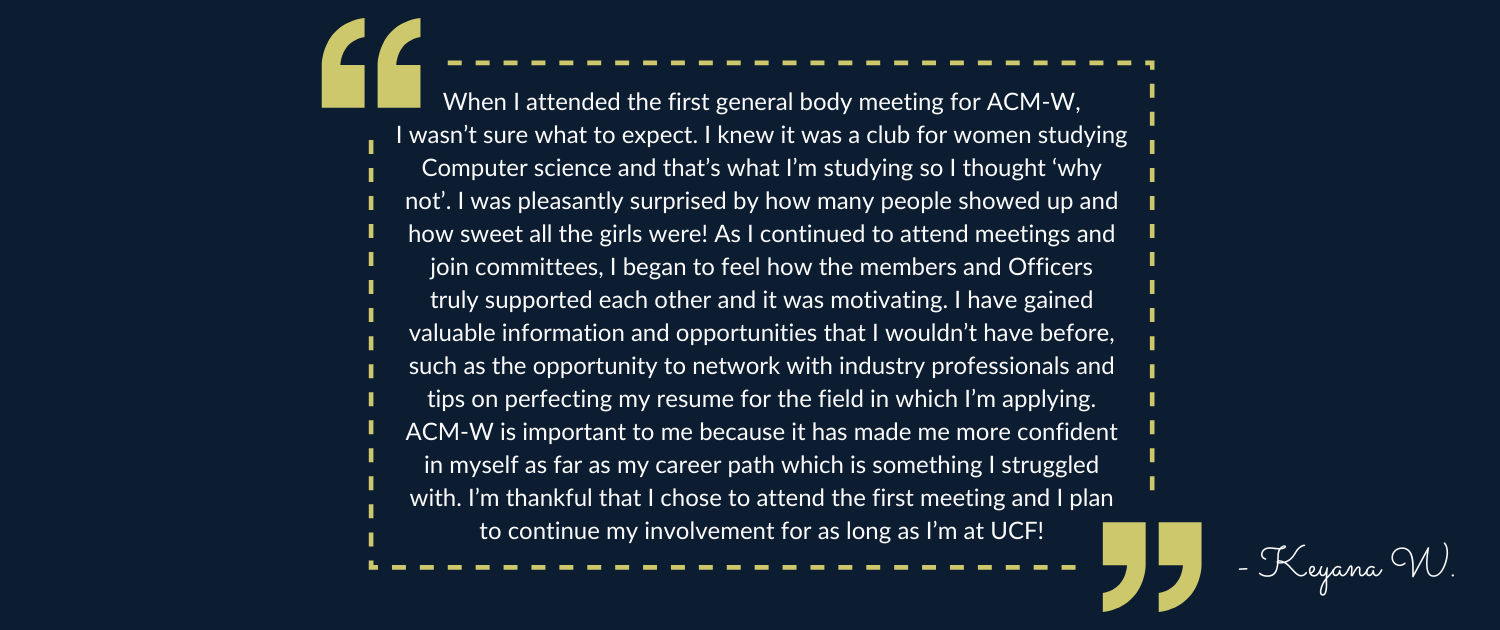 “
When I attended the first general body meeting for ACM-W,
I wasn’t sure what to expect. I knew it was a club for women studying
Computer science and that’s what I’m studying so I thought ‘why
not’. I was pleasantly surprised by how many people showed up and
how sweet all the girls were! As I continued to attend meetings and
join committees, I began to feel how the members and Officers
truly supported each other and it was motivating. I have gained
valuable information and opportunities that I wouldn’t have before,
such as the opportunity to network with industry professionals and
tips on perfecting my resume for the field in which I’m applying.
ACM-W is important to me because it has made me more confident
in myself as far as my career path which is something I struggled
with. I’m thankful that I chose to attend the first meeting and I plan
to continue my involvement for as long as I’m at UCF!
”
- Keyana W.